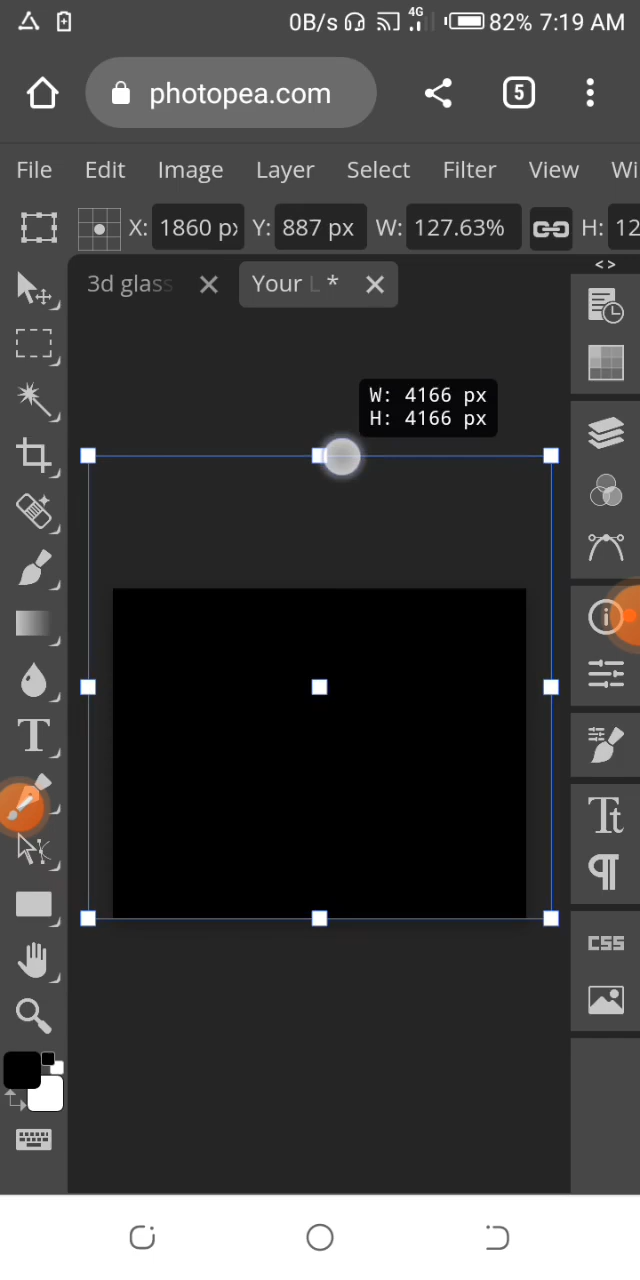 0B/s 4G 82% 7:19 AM
photopea.com 5
File Edit Image Layer Select Filter View Wi
X: 1860 px Y: 887 px W: 127.63% H: 12
< >
3d glass Your L *
W: 4166 px
H: 4166 px
T
Tt
CSS